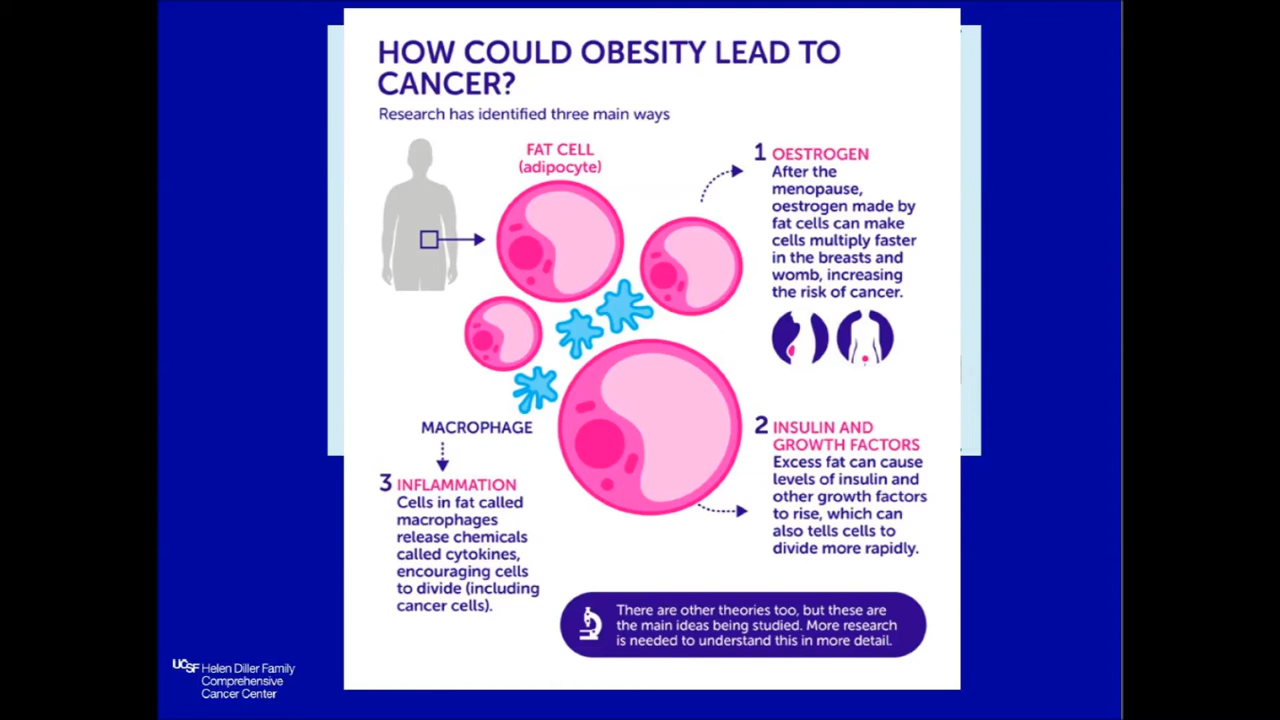 HOW COULD OBESITY LEAD TO
CANCER?
Research has identified three main ways
FAT CELL
(adipocyte)
1 OESTROGEN
After the
menopause,
oestrogen made by
fat cells can make
cells multiply faster
in the breasts and
womb, increasing
the risk of cancer.
2 INSULIN AND
GROWTH FACTORS
Excess fat can cause
levels of insulin and
other growth factors
to rise, which can
also tells cells to
divide more rapidly.
MACROPHAGE
3 INFLAMMATION
Cells in fat called
macrophages
release chemicals
called cytokines,
encouraging cells
to divide (including
cancer cells).
There are other theories too, but these are
the main ideas being studied. More research
is needed to understand this in more detail.
UCSF Helen Diller Family
Comprehensive
Cancer Center